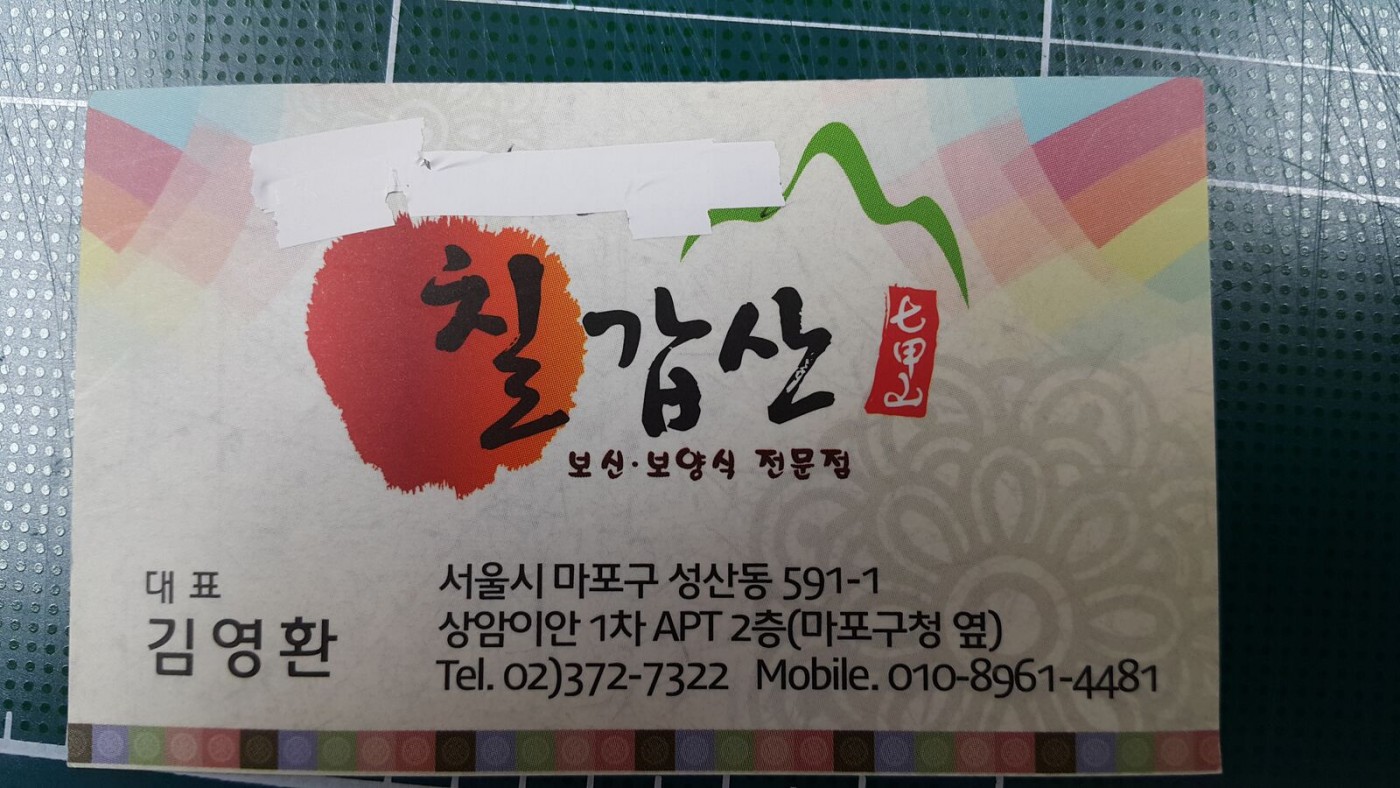 칠갑산
七甲山
보신·보양식 전문점
대표
김영환
서울시 마포구 성산동 591-1
상암이안 1차 APT 2층(마포구청 옆)
Tel. 02)372-7322 Mobile. 010-8961-4481